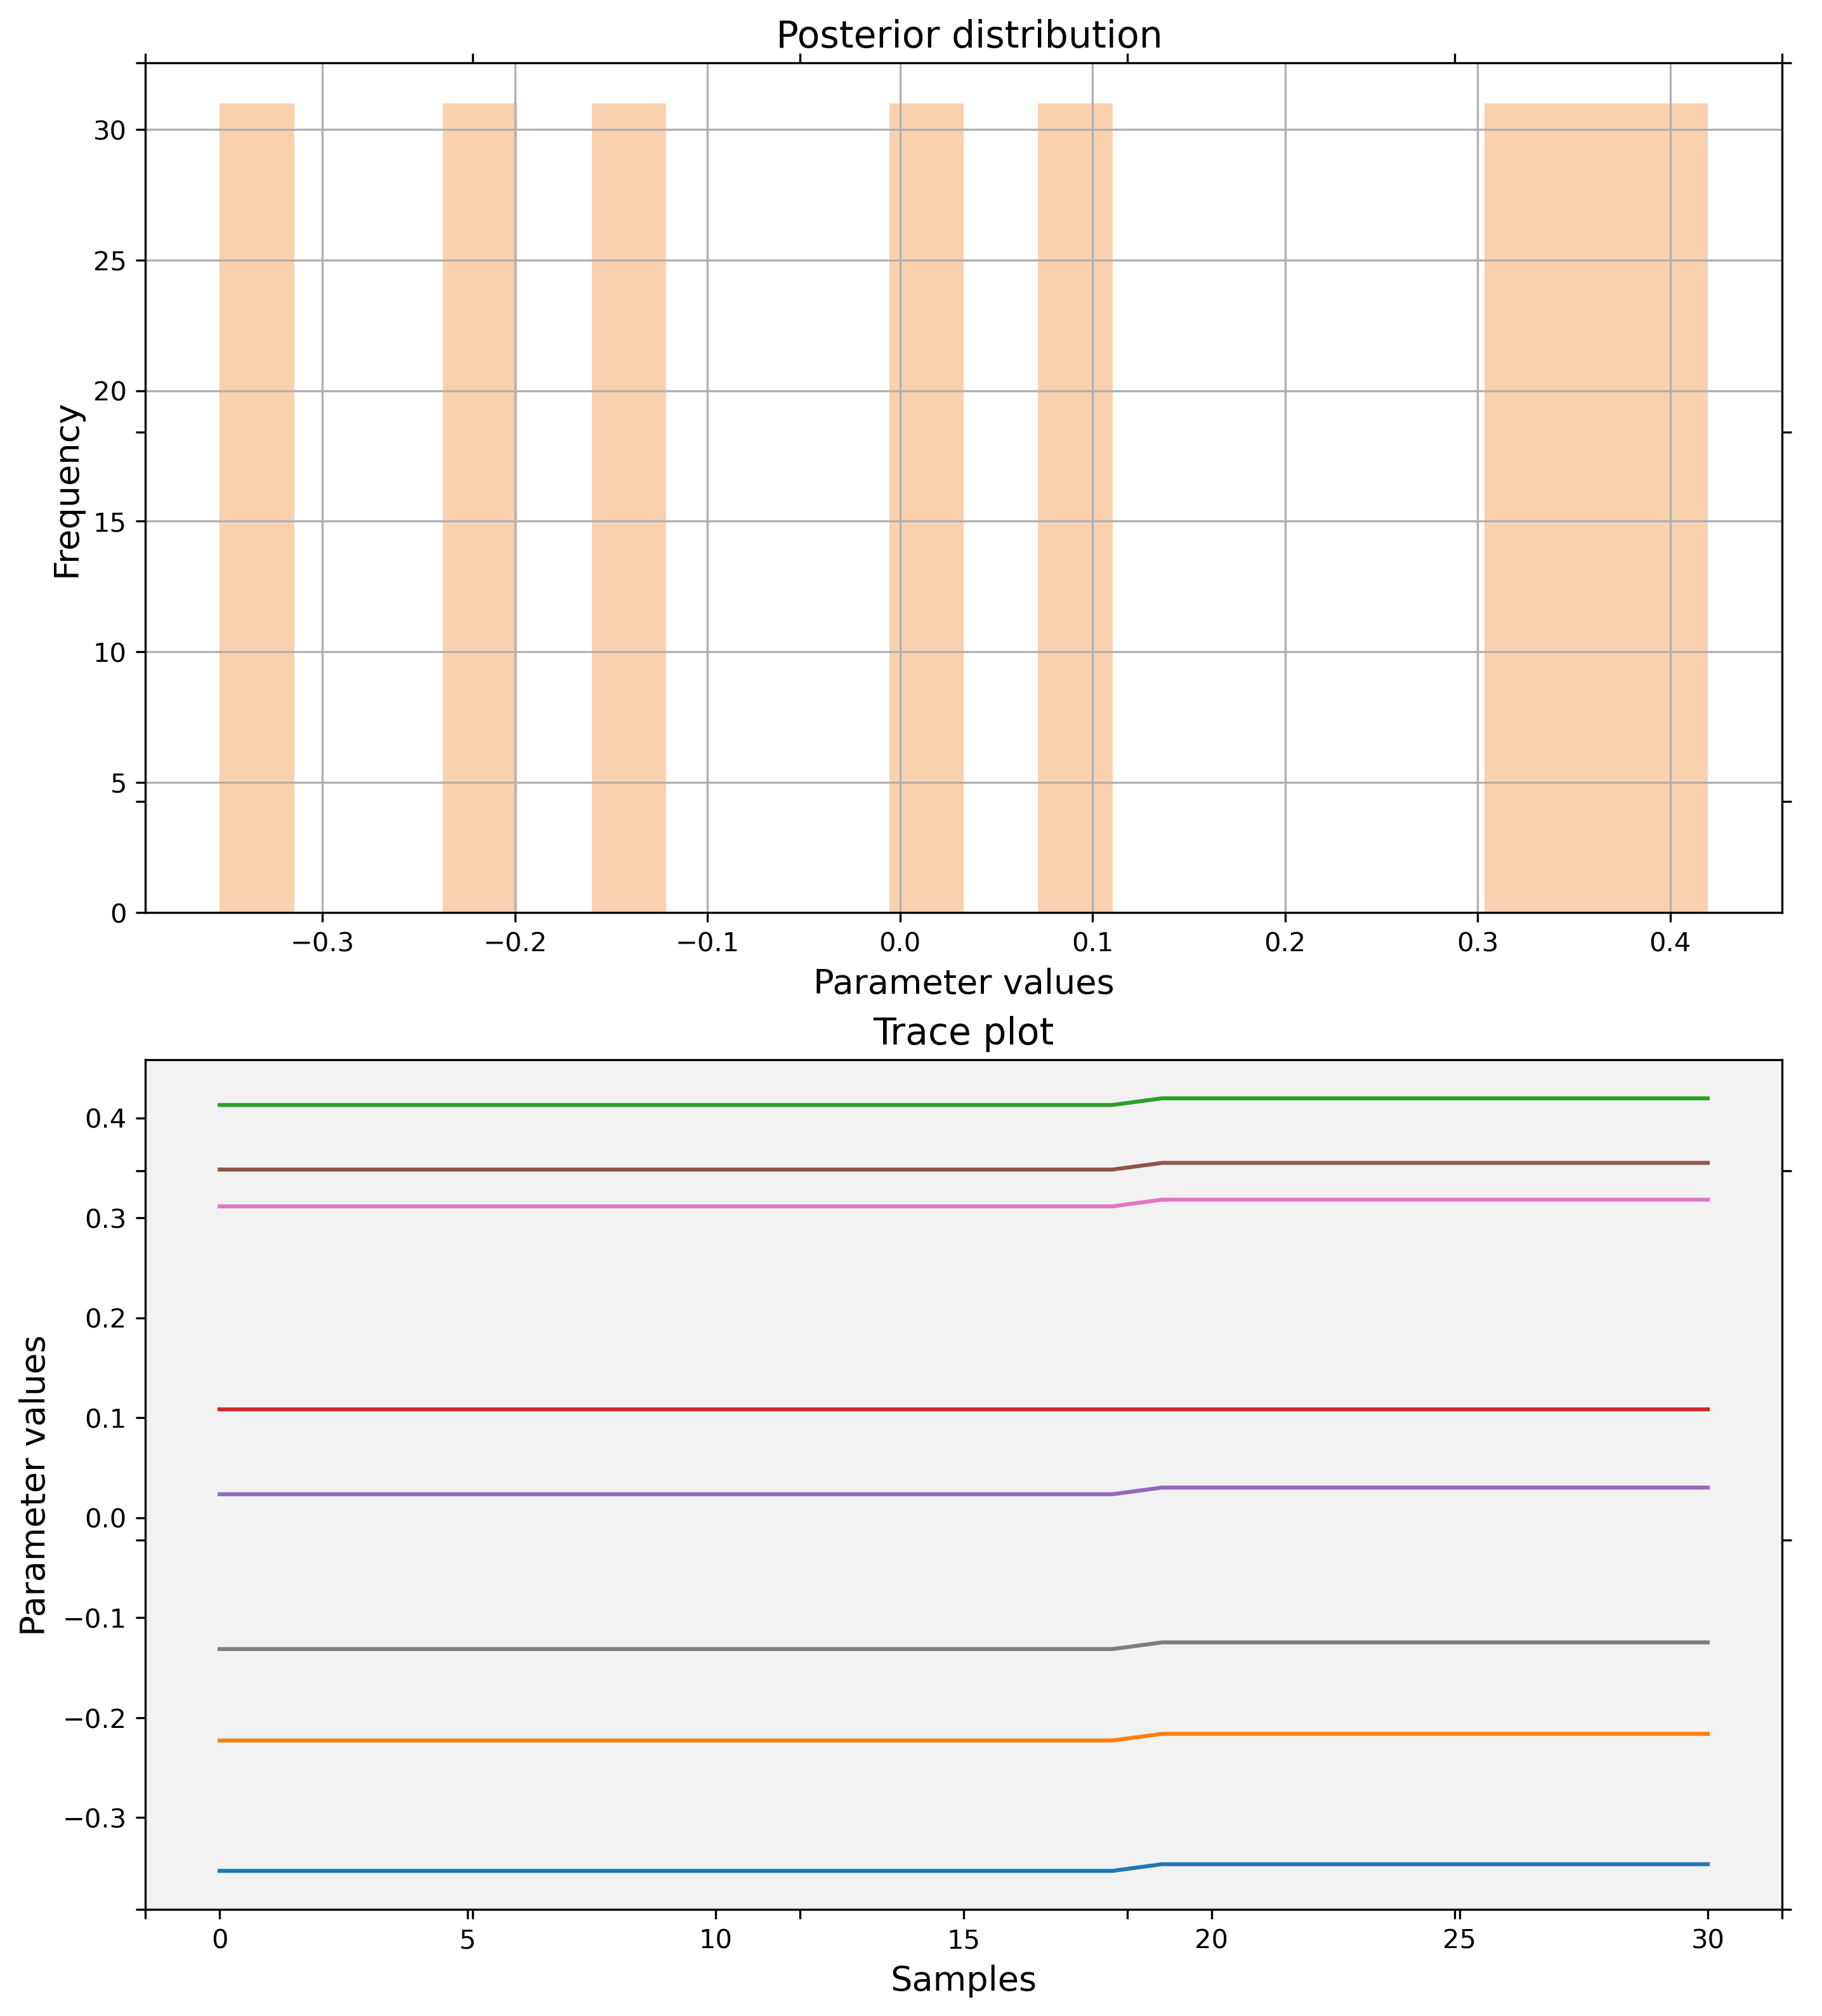 Posterior distribution
30
25
20
15
10
5
0
Frequency
−0.3 −0.2 −0.1 0.0 0.1 0.2 0.3 0.4
Parameter values
Trace plot
0.4
0.3
0.2
0.1
0.0
−0.1
−0.2
−0.3
Parameter values
0 5 10 15 20 25 30
Samples